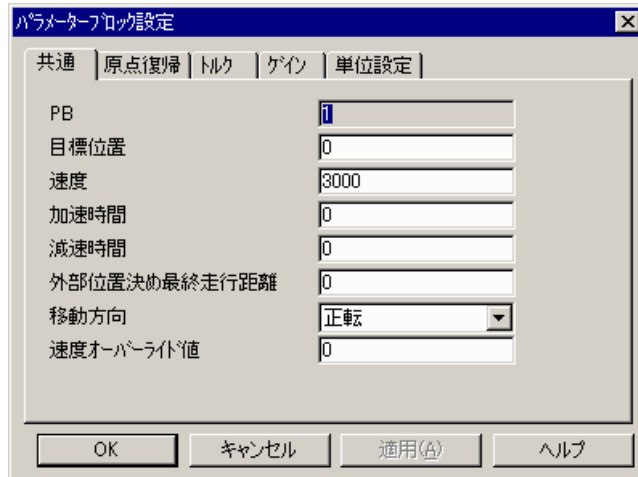 ﾊﾟﾗﾒｰﾀｰﾌﾞﾛｯｸ設定
共通 原点復帰 ﾄﾙｸ ｹﾞｲﾝ 単位設定
PB 1
目標位置 0
速度 3000
加速時間 0
減速時間 0
外部位置決め最終走行距離 0
移動方向 正転
速度ｵｰﾊﾞｰﾗｲﾄﾞ値 0
OK キャンセル 適用(A) ヘルプ